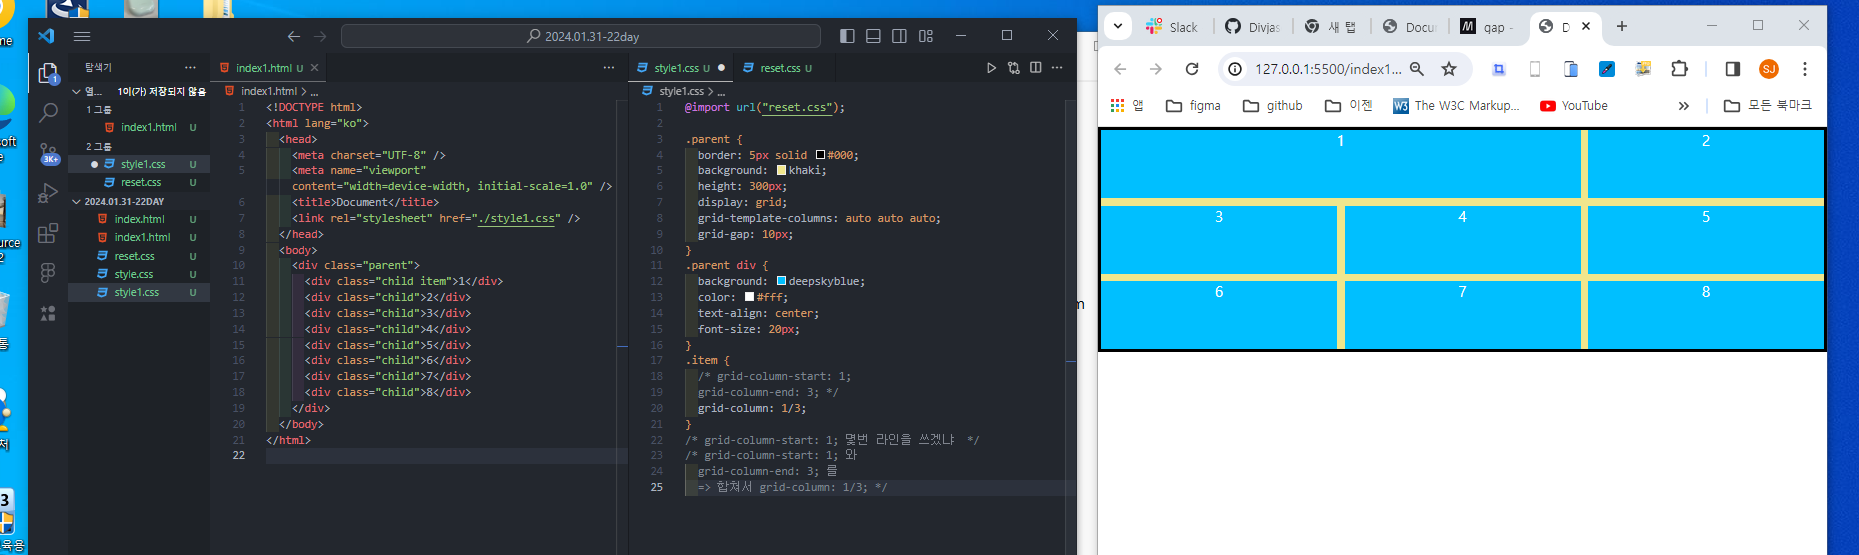 2024.01.31-22day
탐색기
index1.html U
style1.css U
reset.css U
열... 1이(가) 저장되지 않음
1 그룹
index1.html U
2 그룹
style1.css U
reset.css U
2024.01.31-22DAY
index.html U
index1.html U
reset.css U
style.css U
style1.css U
1
3K+
index1.html > ...
1 <!DOCTYPE html>
2 <html lang="ko">
3 <head>
4 <meta charset="UTF-8" />
5 <meta name="viewport"
content="width=device-width, initial-scale=1.0" />
6 <title>Document</title>
7 <link rel="stylesheet" href="./style1.css" />
8 </head>
9 <body>
10 <div class="parent">
11 <div class="child item">1</div>
12 <div class="child">2</div>
13 <div class="child">3</div>
14 <div class="child">4</div>
15 <div class="child">5</div>
16 <div class="child">6</div>
17 <div class="child">7</div>
18 <div class="child">8</div>
19 </div>
20 </body>
21 </html>
22
style1.css > ...
1 @import url("reset.css");
2
3 .parent {
4 border: 5px solid #000;
5 background: khaki;
6 height: 300px;
7 display: grid;
8 grid-template-columns: auto auto auto;
9 grid-gap: 10px;
10 }
11 .parent div {
12 background: deepskyblue;
13 color: #fff;
14 text-align: center;
15 font-size: 20px;
16 }
17 .item {
18 /* grid-column-start: 1;
19 grid-column-end: 3; */
20 grid-column: 1/3;
21 }
22 /* grid-column-start: 1; 몇번 라인을 쓰겠냐 */
23 /* grid-column-start: 1; 와
24 grid-column-end: 3; 를
25 => 합쳐서 grid-column: 1/3; */
Slack
Divjas
새 탭
Docu
gap -
D
127.0.0.1:5500/index1...
SJ
앱
figma
github
이젠
The W3C Markup...
YouTube
모든 북마크
1 2
3 4 5
6 7 8